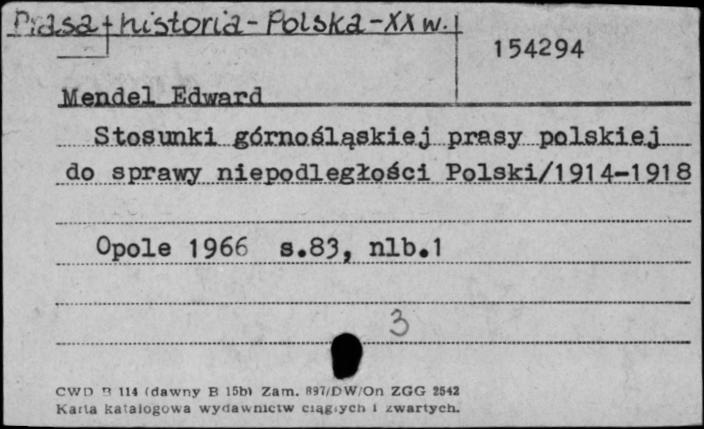 Prasa + historia - Polska - XX w.
154294
Mendel Edward
Stosunki górnośląskiej prasy polskiej
do sprawy niepodległości Polski/1914-1918
Opole 1966 s.83, nlb.1
3
CWD B 114 (dawny B 15b) Zam. 897/DW/On ZGG 2542
Karta katalogowa wydawnictw ciągłych i zwartych.